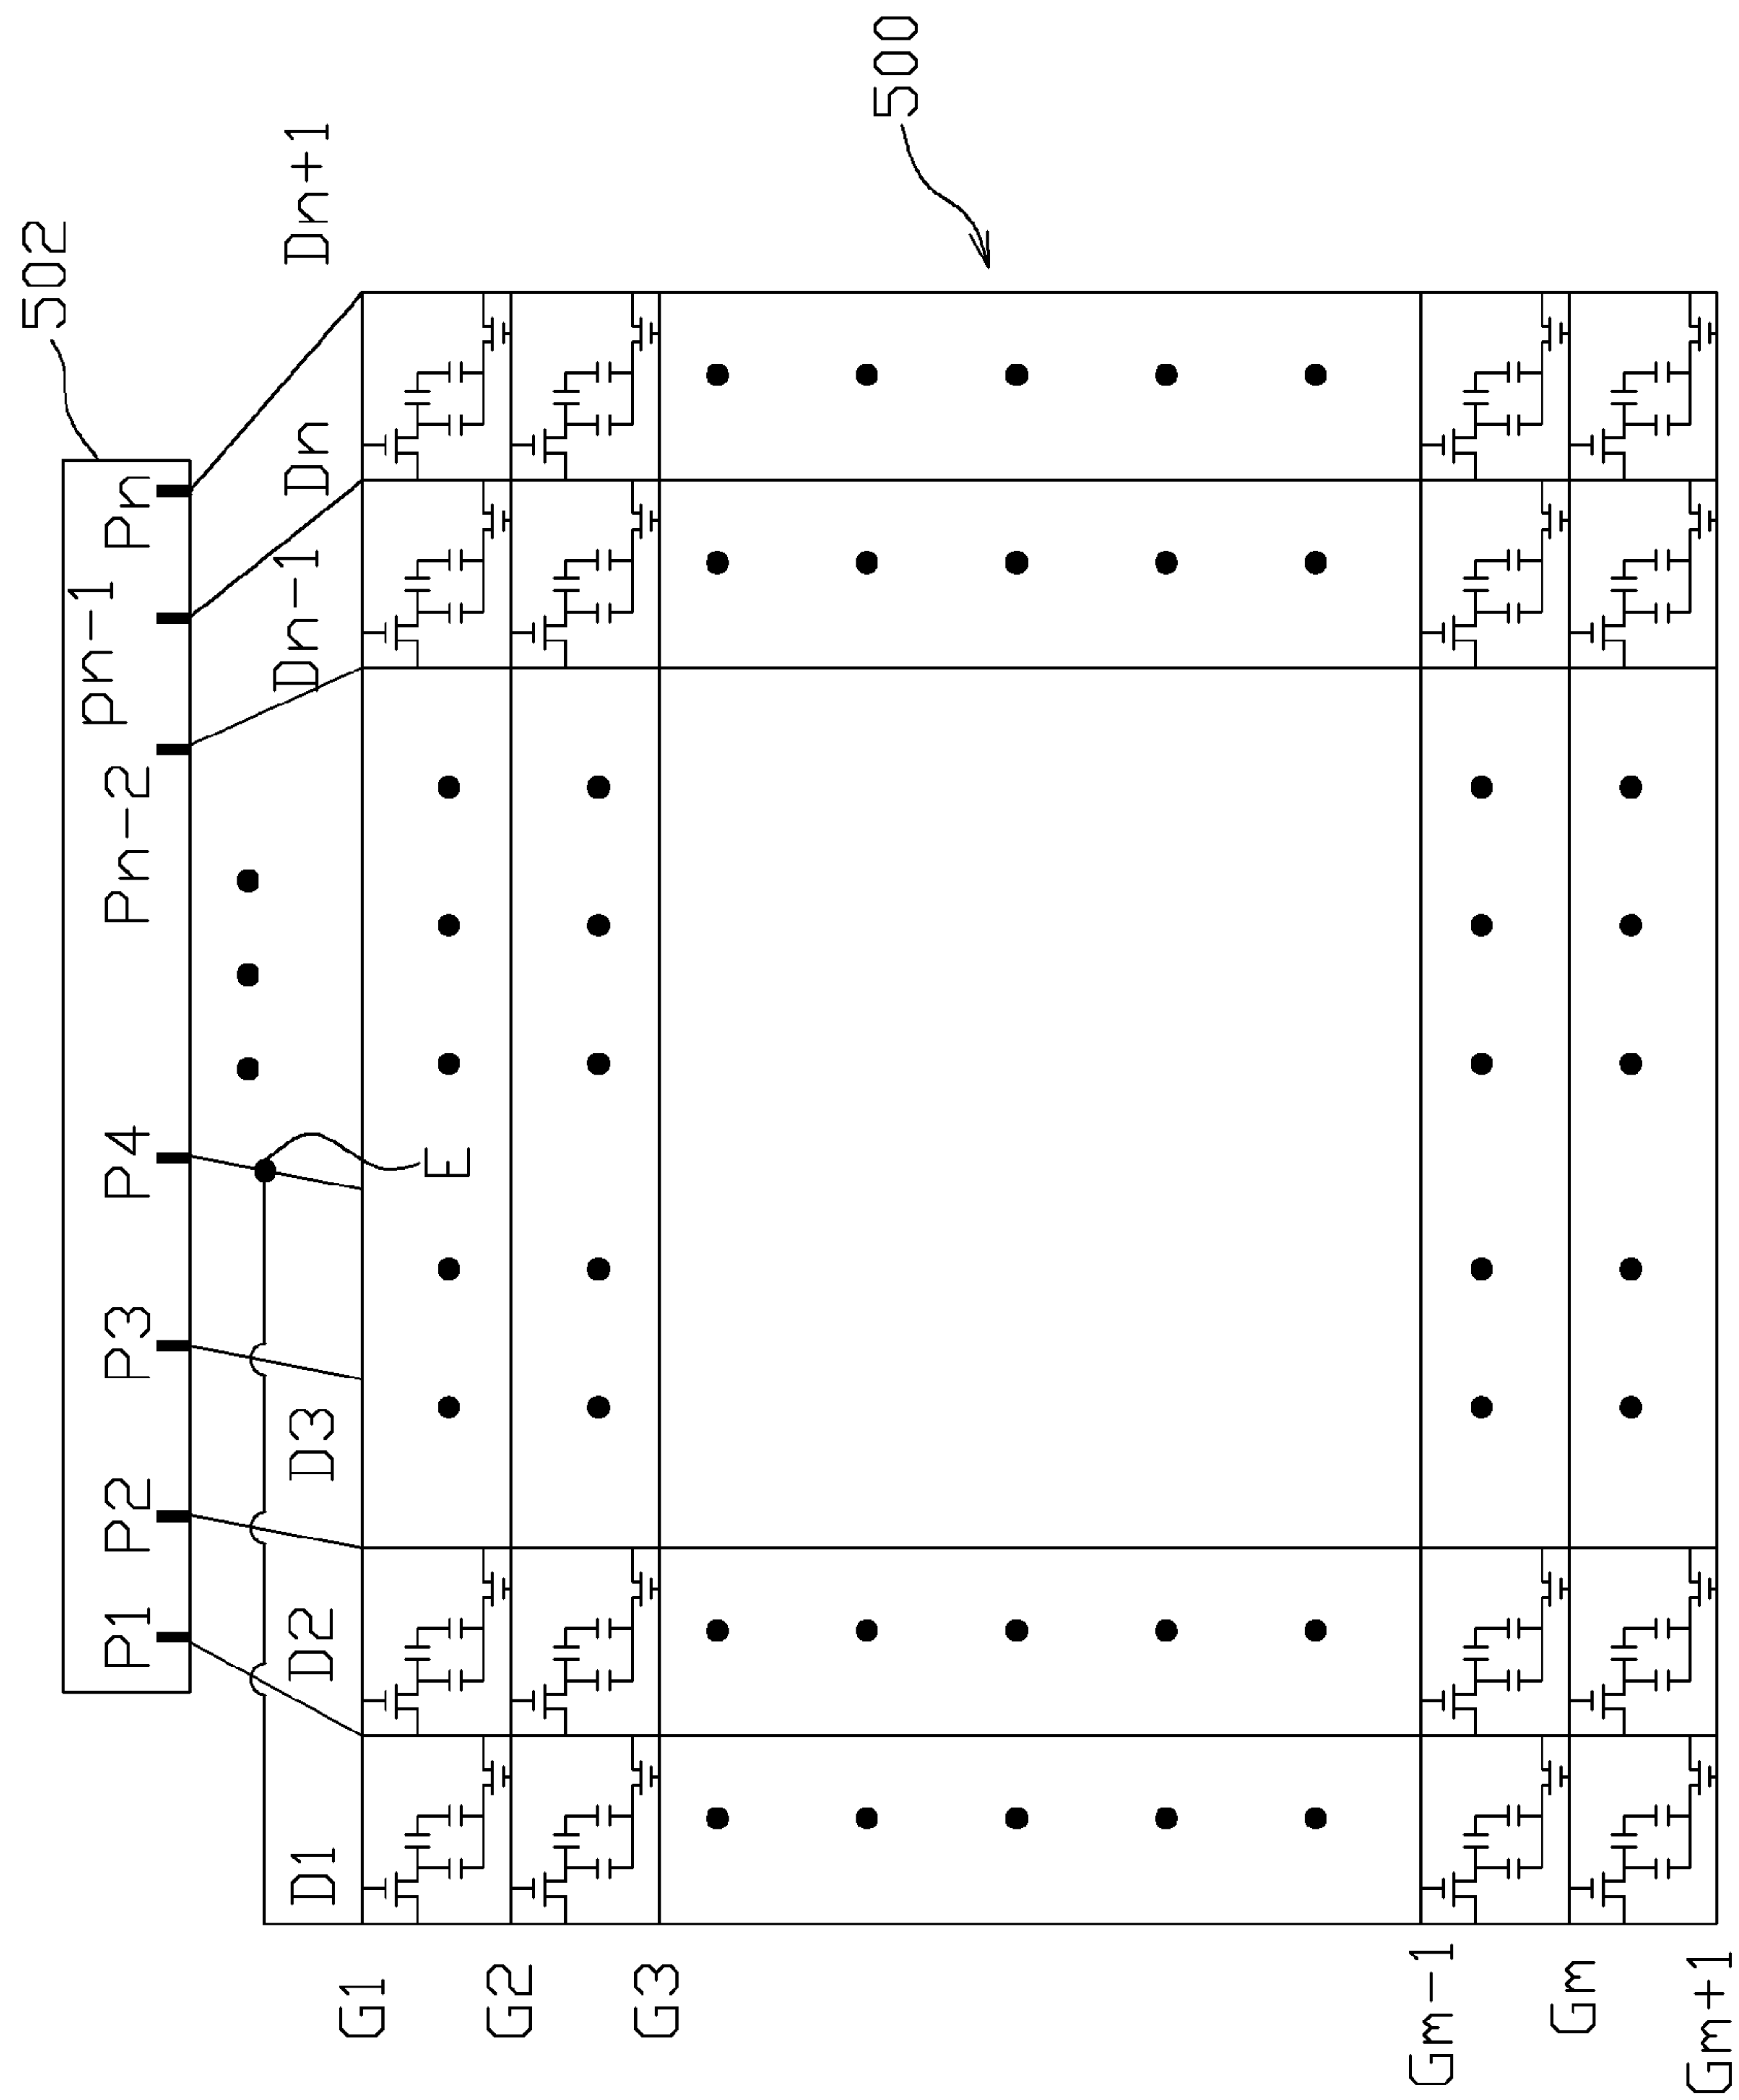 502
P1
P2
P3
P4
Pn-2
pn-1
Pn
D1
D2
D3
Dn-1
Dn
Dn+1
E
G1
G2
G3
Gm-1
Gm
Gm+1
500